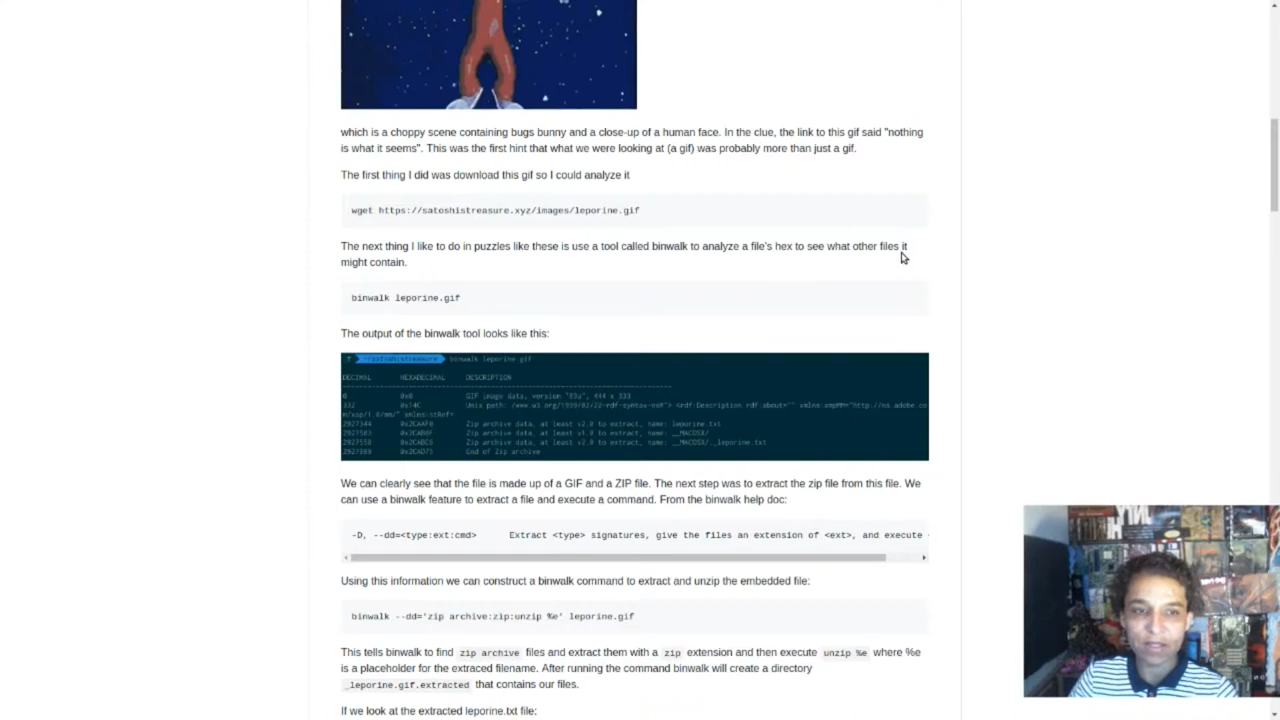 which is a choppy scene containing bugs bunny and a close-up of a human face. In the clue, the link to this gif said "nothing
is what it seems". This was the first hint that what we were looking at (a gif) was probably more than just a gif.
The first thing I did was download this gif so I could analyze it
wget https://satoshistreasure.xyz/images/leporine.gif
The next thing I like to do in puzzles like these is use a tool called binwalk to analyze a file's hex to see what other files it
might contain.
binwalk leporine.gif
The output of the binwalk tool looks like this:
binwalk leporine.gif
DECIMAL HEXADECIMAL DESCRIPTION
0 0x0 GIF image data, version "89a", 444 x 333
332 0x14C Unix path: /www.w3.org/1999/02/22-rdf-syntax-ns#"> <rdf:Description rdf:about="" xmlns:xmpMM="http://ns.adobe.co
m/xap/1.0/mm/" xmlns:stRef=
2927344 Zip archive data, at least v2.0 to extract, name: leporine.txt
Zip archive data, at least v1.0 to extract, name: __MACOSX/
Zip archive data, at least v2.0 to extract, name: __MACOSX/._leporine.txt
End of Zip archive
We can clearly see that the file is made up of a GIF and a ZIP file. The next step was to extract the zip file from this file. We
can use a binwalk feature to extract a file and execute a command. From the binwalk help doc:
-D, --dd=<type:ext:cmd> Extract <type> signatures, give the files an extension of <ext>, and execute
Using this information we can construct a binwalk command to extract and unzip the embedded file:
binwalk --dd='zip archive:zip:unzip %e' leporine.gif
This tells binwalk to find zip archive files and extract them with a zip extension and then execute unzip %e where %e
is a placeholder for the extraced filename. After running the command binwalk will create a directory
_leporine.gif.extracted that contains our files.
If we look at the extracted leporine.txt file: